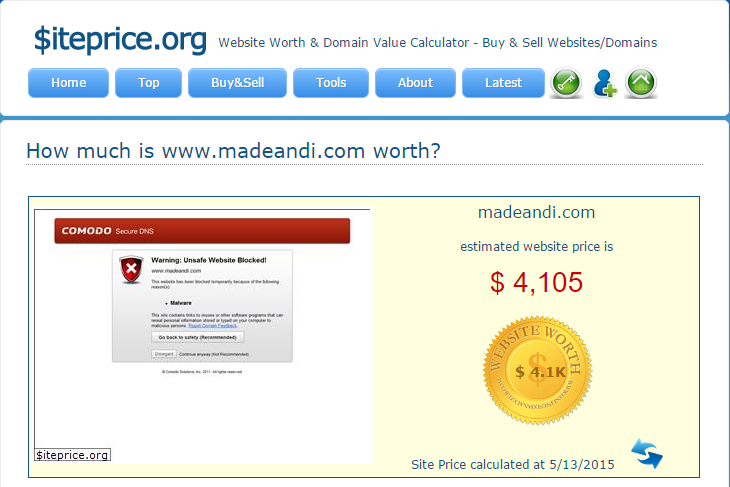 $iteprice.org
Website Worth & Domain Value Calculator - Buy & Sell Websites/Domains
Home
Top
Buy&Sell
Tools
About
Latest
How much is www.madeandi.com worth?
COMODO Secure DNS
Warning: Unsafe Website Blocked!
www.madeandi.com
This website has been blocked temporarily because of the following
reason(s)
• Malware
This site contains links to viruses or other software programs that can
reveal personal information stored or typed on your computer to
malicious persons. Report Domain Feedback.
Go back to safety (Recommended)
Disregard Continue anyway (Not Recommended)
© Comodo Solutions, Inc. 2011. All rights reserved
$iteprice.org
madeandi.com
estimated website price is
$ 4,105
WEBSITE WORTH
$ 4.1K
Site Price calculated at 5/13/2015